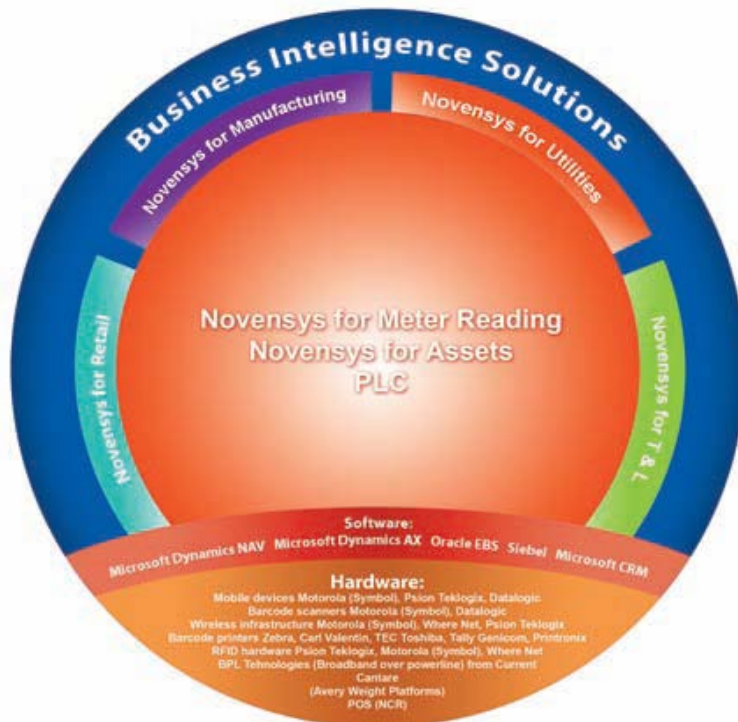 Business Intelligence Solutions
Novensys for Manufacturing
Novensys for Utilities
Novensys for Retail
Novensys for T & L
Novensys for Meter Reading
Novensys for Assets
PLC
Software:
Microsoft Dynamics NAV Microsoft Dynamics AX Oracle EBS Siebel Microsoft CRM
Hardware:
Mobile devices Motorola (Symbol), Psion Teklogix, Datalogic
Barcode scanners Motorola (Symbol), Datalogic
Wireless infrastructure Motorola (Symbol), Where Net, Psion Teklogix
Barcode printers Zebra, Carl Valentin, TEC Toshiba, Tally Genicom, Printronix
RFID hardware Psion Teklogix, Motorola (Symbol), Where Net
BPL Tehnologies (Broadband over powerline) from Current
Cantare
(Avery Weight Platforms)
POS (NCR)